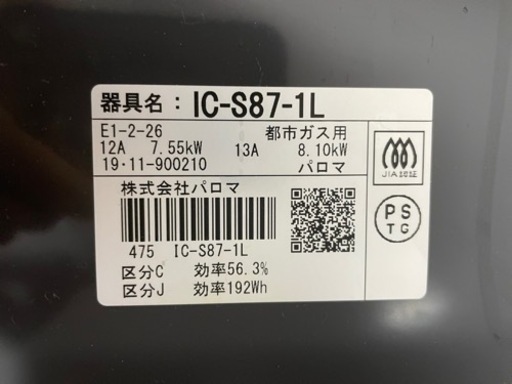 器具名: IC-S87-1L
E1-2-26 都市ガス用
12A 7.55kW 13A 8.10kW
19・11-900210 パロマ
JIA認証
株式会社パロマ
PS
TG
475 IC-S87-1L
区分C 効率56.3%
区分J 効率192Wh